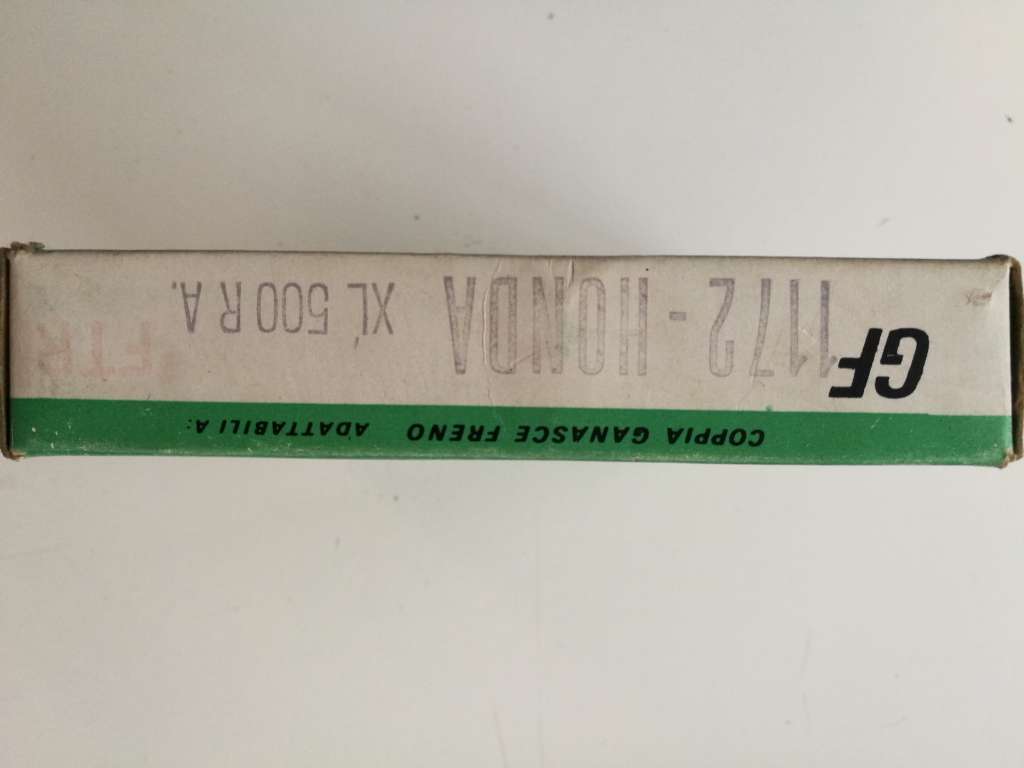 COPPIA GANASCE FRENO ADATTABILI A:
GF
1172 - HONDA XL 500 R A.